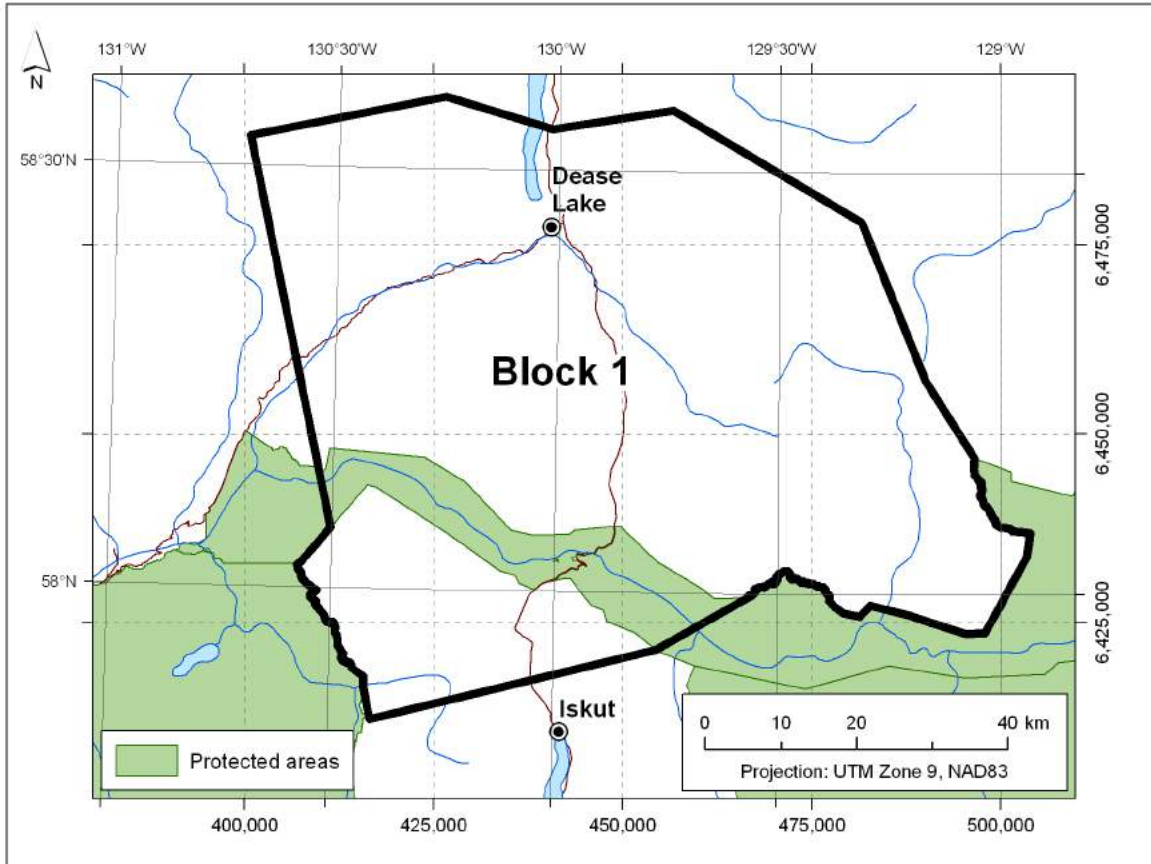 131°W
130°30'W
130°W
129°30'W
129°W
N
58°30'N
Dease
Lake
6,475,000
Block 1
6,450,000
58°N
6,425,000
Iskut
0 10 20 40 km
Projection: UTM Zone 9, NAD83
Protected areas
400,000
425,000
450,000
475,000
500,000